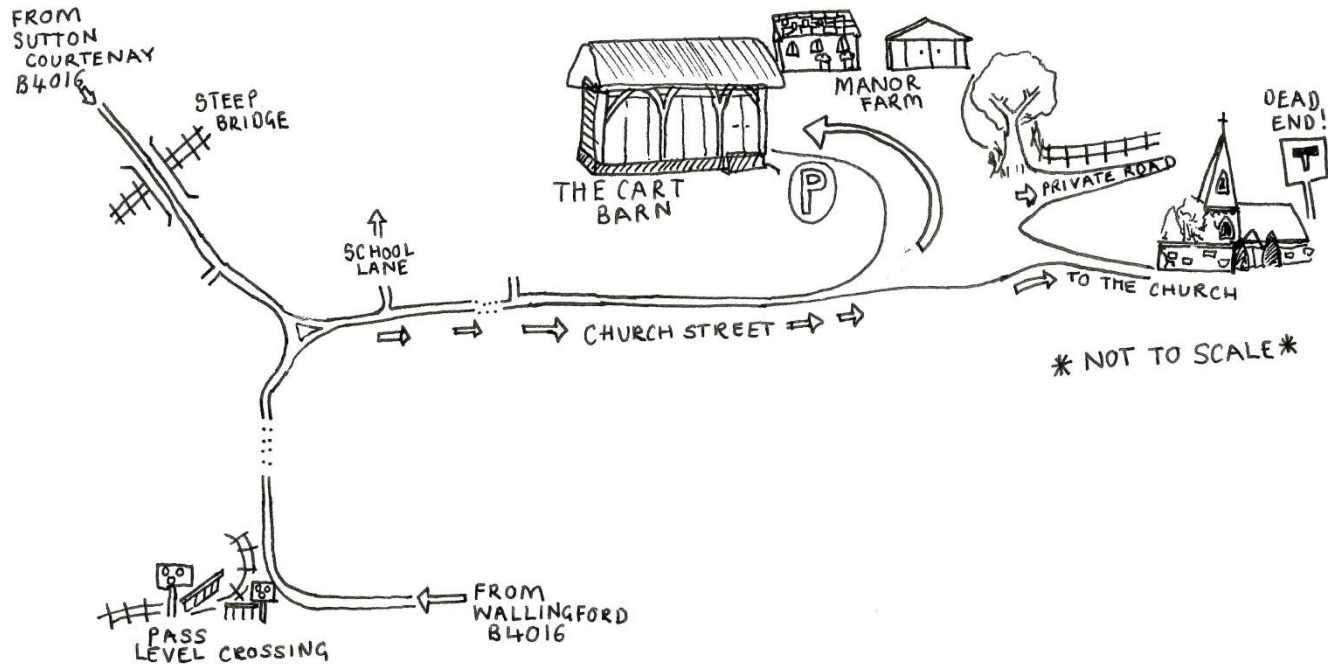 FROM
SUTTON
COURTENAY
B4016
STEEP
BRIDGE
SCHOOL
LANE
THE CART
BARN
P
MANOR
FARM
PRIVATE ROAD
DEAD
END!
T
TO THE CHURCH
CHURCH STREET
* NOT TO SCALE *
FROM
WALLINGFORD
B4016
PASS
LEVEL CROSSING